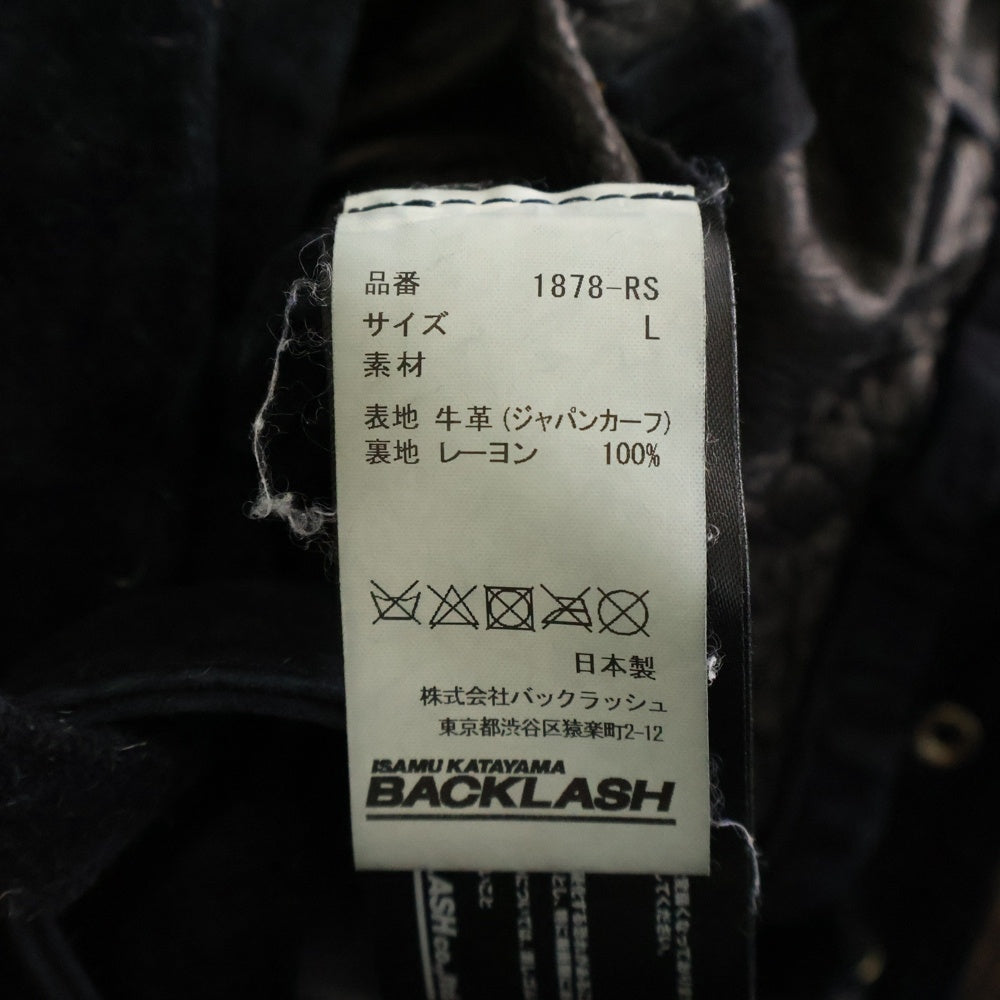 品番 1878-RS
サイズ L
素材
表地 牛革(ジャパンカーフ)
裏地 レーヨン 100%
日本製
株式会社バックラッシュ
東京都渋谷区猿楽町2-12
ISAMU KATAYAMA
BACKLASH